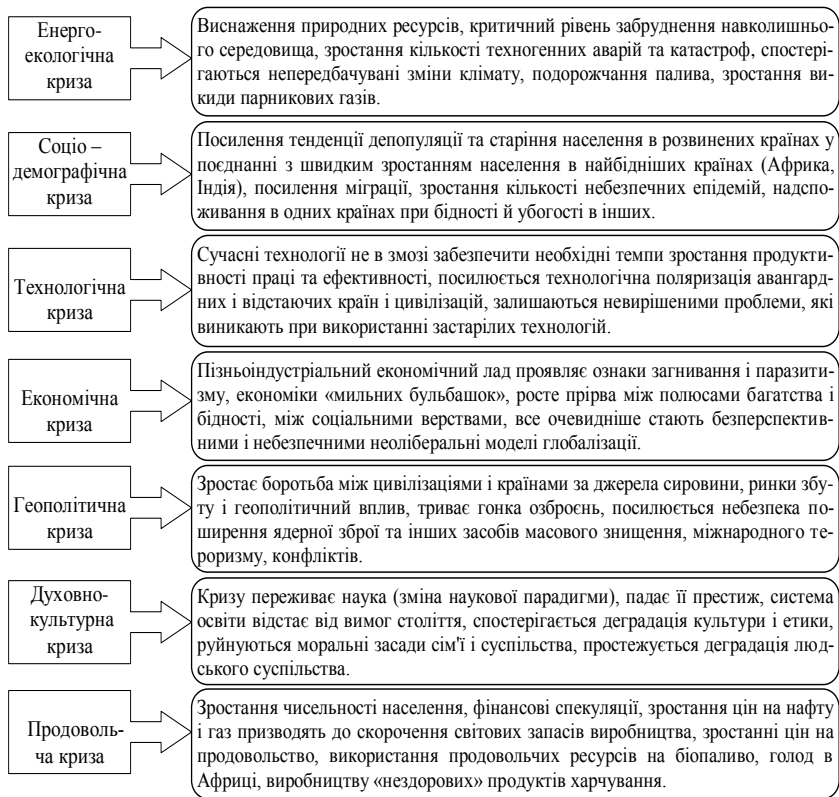 Енерго-
екологічна
криза
Виснаження природних ресурсів, критичний рівень забруднення навколишньо-
го середовища, зростання кількості техногенних аварій та катастроф, спостері-
гаються непередбачувані зміни клімату, подорожчання палива, зростання ви-
киди парникових газів.
Соціо –
демографічна
криза
Посилення тенденції депопуляції та старіння населення в розвинених країнах у
поєднанні з швидким зростанням населення в найбідніших країнах (Африка,
Індія), посилення міграції, зростання кількості небезпечних епідемій, надспо-
живання в одних країнах при бідності й убогості в інших.
Технологічна
криза
Сучасні технології не в змозі забезпечити необхідні темпи зростання продукти-
вності праці та ефективності, посилюється технологічна поляризація авангард-
них і відстаючих країн і цивілізацій, залишаються невирішеними проблеми, які
виникають при використанні застарілих технологій.
Економічна
криза
Пізньоіндустріальний економічний лад проявляє ознаки загнивання і паразити-
зму, економіки «мильних бульбашок», росте прірва між полюсами багатства і
бідності, між соціальними верствами, все очевидніше стають безперспектив-
ними і небезпечними неоліберальні моделі глобалізації.
Геополітична
криза
Зростає боротьба між цивілізаціями і країнами за джерела сировини, ринки збу-
ту і геополітичний вплив, триває гонка озброєнь, посилюється небезпека по-
ширення ядерної зброї та інших засобів масового знищення, міжнародного те-
роризму, конфліктів.
Духовно-
культурна
криза
Кризу переживає наука (зміна наукової парадигми), падає її престиж, система
освіти відстає від вимог століття, спостерігається деградація культури і етики,
руйнуються моральні засади сім'ї і суспільства, простежується деградація люд-
ського суспільства.
Продоволь-
ча криза
Зростання чисельності населення, фінансові спекуляції, зростання цін на нафту
і газ призводять до скорочення світових запасів виробництва, зростанні цін на
продовольство, використання продовольчих ресурсів на біопаливо, голод в
Африці, виробництву «нездорових» продуктів харчування.